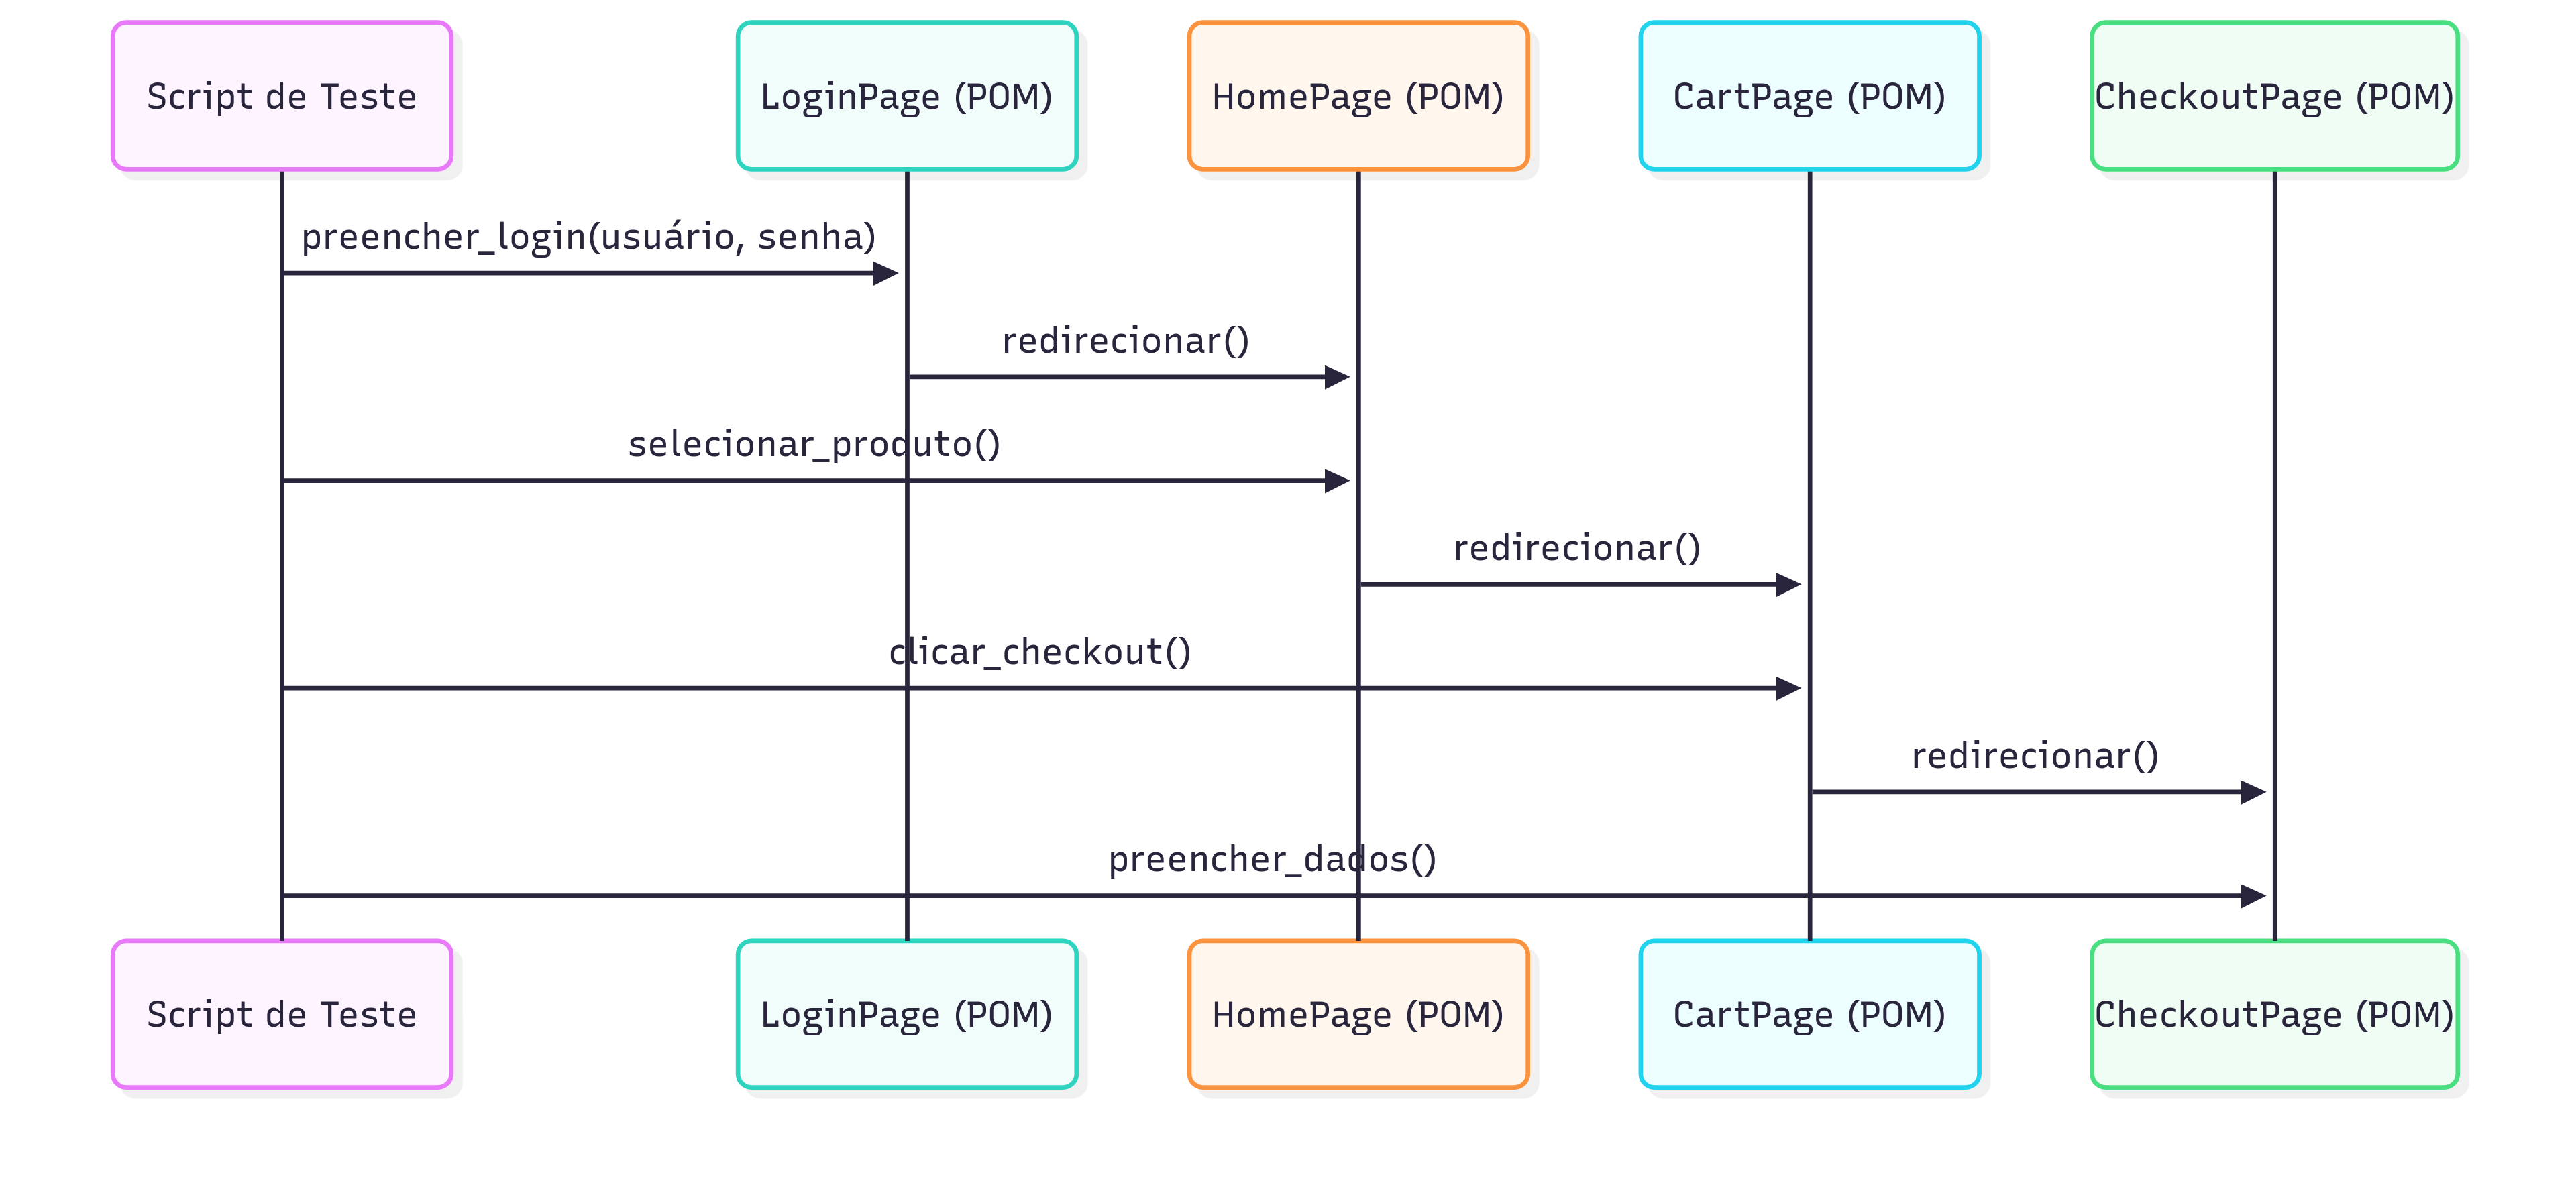 Script de Teste
LoginPage (POM)
HomePage (POM)
CartPage (POM)
CheckoutPage (POM)
preencher_login(usuário, senha)
redirecionar()
selecionar_produto()
redirecionar()
clicar_checkout()
redirecionar()
preencher_dados()
Script de Teste
LoginPage (POM)
HomePage (POM)
CartPage (POM)
CheckoutPage (POM)